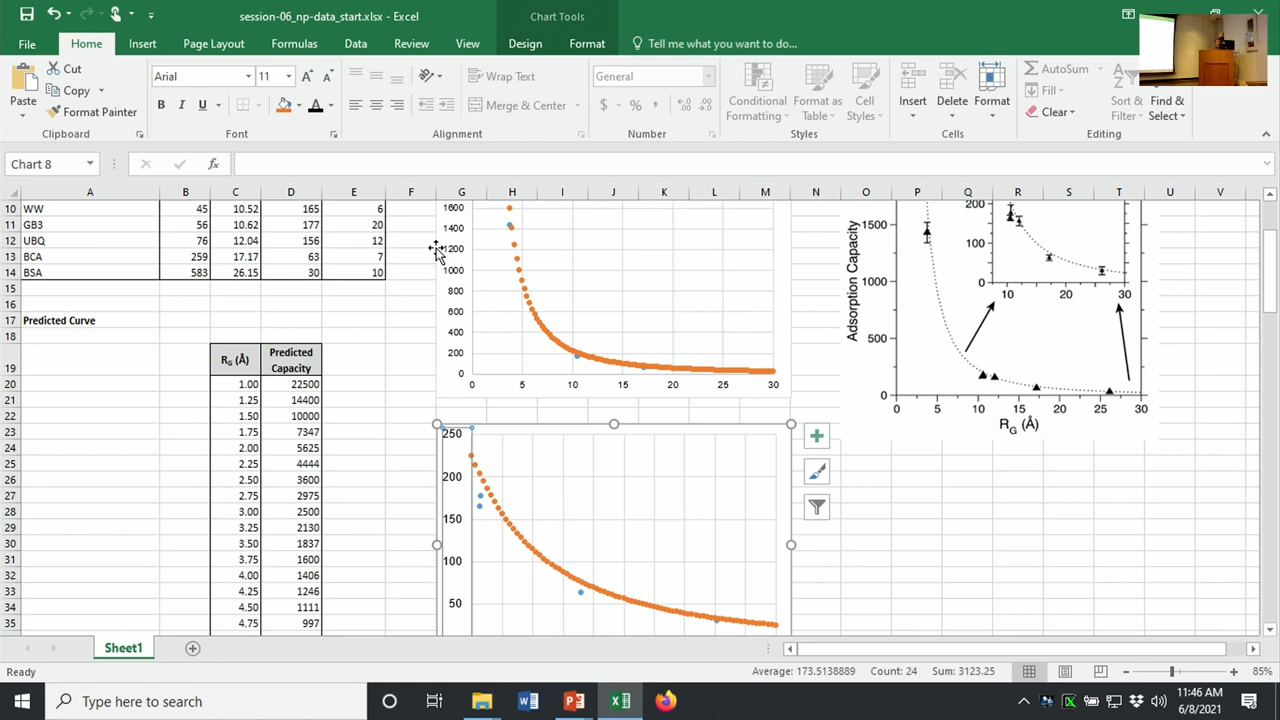 session-06_np-data_start.xlsx - Excel
Chart Tools
File Home Insert Page Layout Formulas Data Review View Design Format Tell me what you want to do...
Paste
Cut
Copy
Format Painter
Clipboard
Arial 11
B I U
Font
Wrap Text
Merge & Center
Alignment
General
$ % ,
Number
Conditional Formatting
Format as Table
Cell Styles
Styles
Insert Delete Format
Cells
AutoSum
Fill
Clear
Sort & Filter
Find & Select
Editing
Chart 8
fx
A B C D E F G H I J K L M N O P Q R S T U V
10 WW 45 10.52 165 6
11 GB3 56 10.62 177 20
12 UBQ 76 12.04 156 12
13 BCA 259 17.17 63 7
14 BSA 583 26.15 30 10
15
16
17 Predicted Curve
18
19 RG (Å) Predicted Capacity
20 1.00 22500
21 1.25 14400
22 1.50 10000
23 1.75 7347
24 2.00 5625
25 2.25 4444
26 2.50 3600
27 2.75 2975
28 3.00 2500
29 3.25 2130
30 3.50 1837
31 3.75 1600
32 4.00 1406
33 4.25 1246
34 4.50 1111
35 4.75 997
1600
1400
1200
1000
800
600
400
200
0
0 5 10 15 20 25 30
250
200
150
100
50
Adsorption Capacity
1500
1000
500
0
0 5 10 15 20 25 30
RG (Å)
200
100
0
10 20 30
Sheet1
Ready
Average: 173.5138889 Count: 24 Sum: 3123.25
85%
Type here to search
11:46 AM
6/8/2021